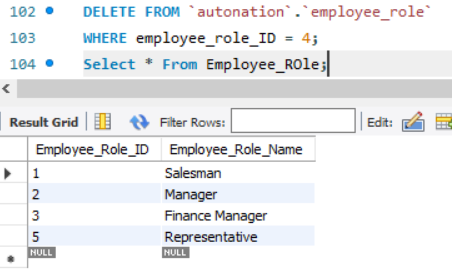 102 DELETE FROM `autonation`.`employee_role`
103 WHERE employee_role_ID = 4;
104 Select * From Employee_ROle;
Result Grid Filter Rows: Edit:
Employee_Role_ID Employee_Role_Name
1 Salesman
2 Manager
3 Finance Manager
5 Representative
NULL NULL